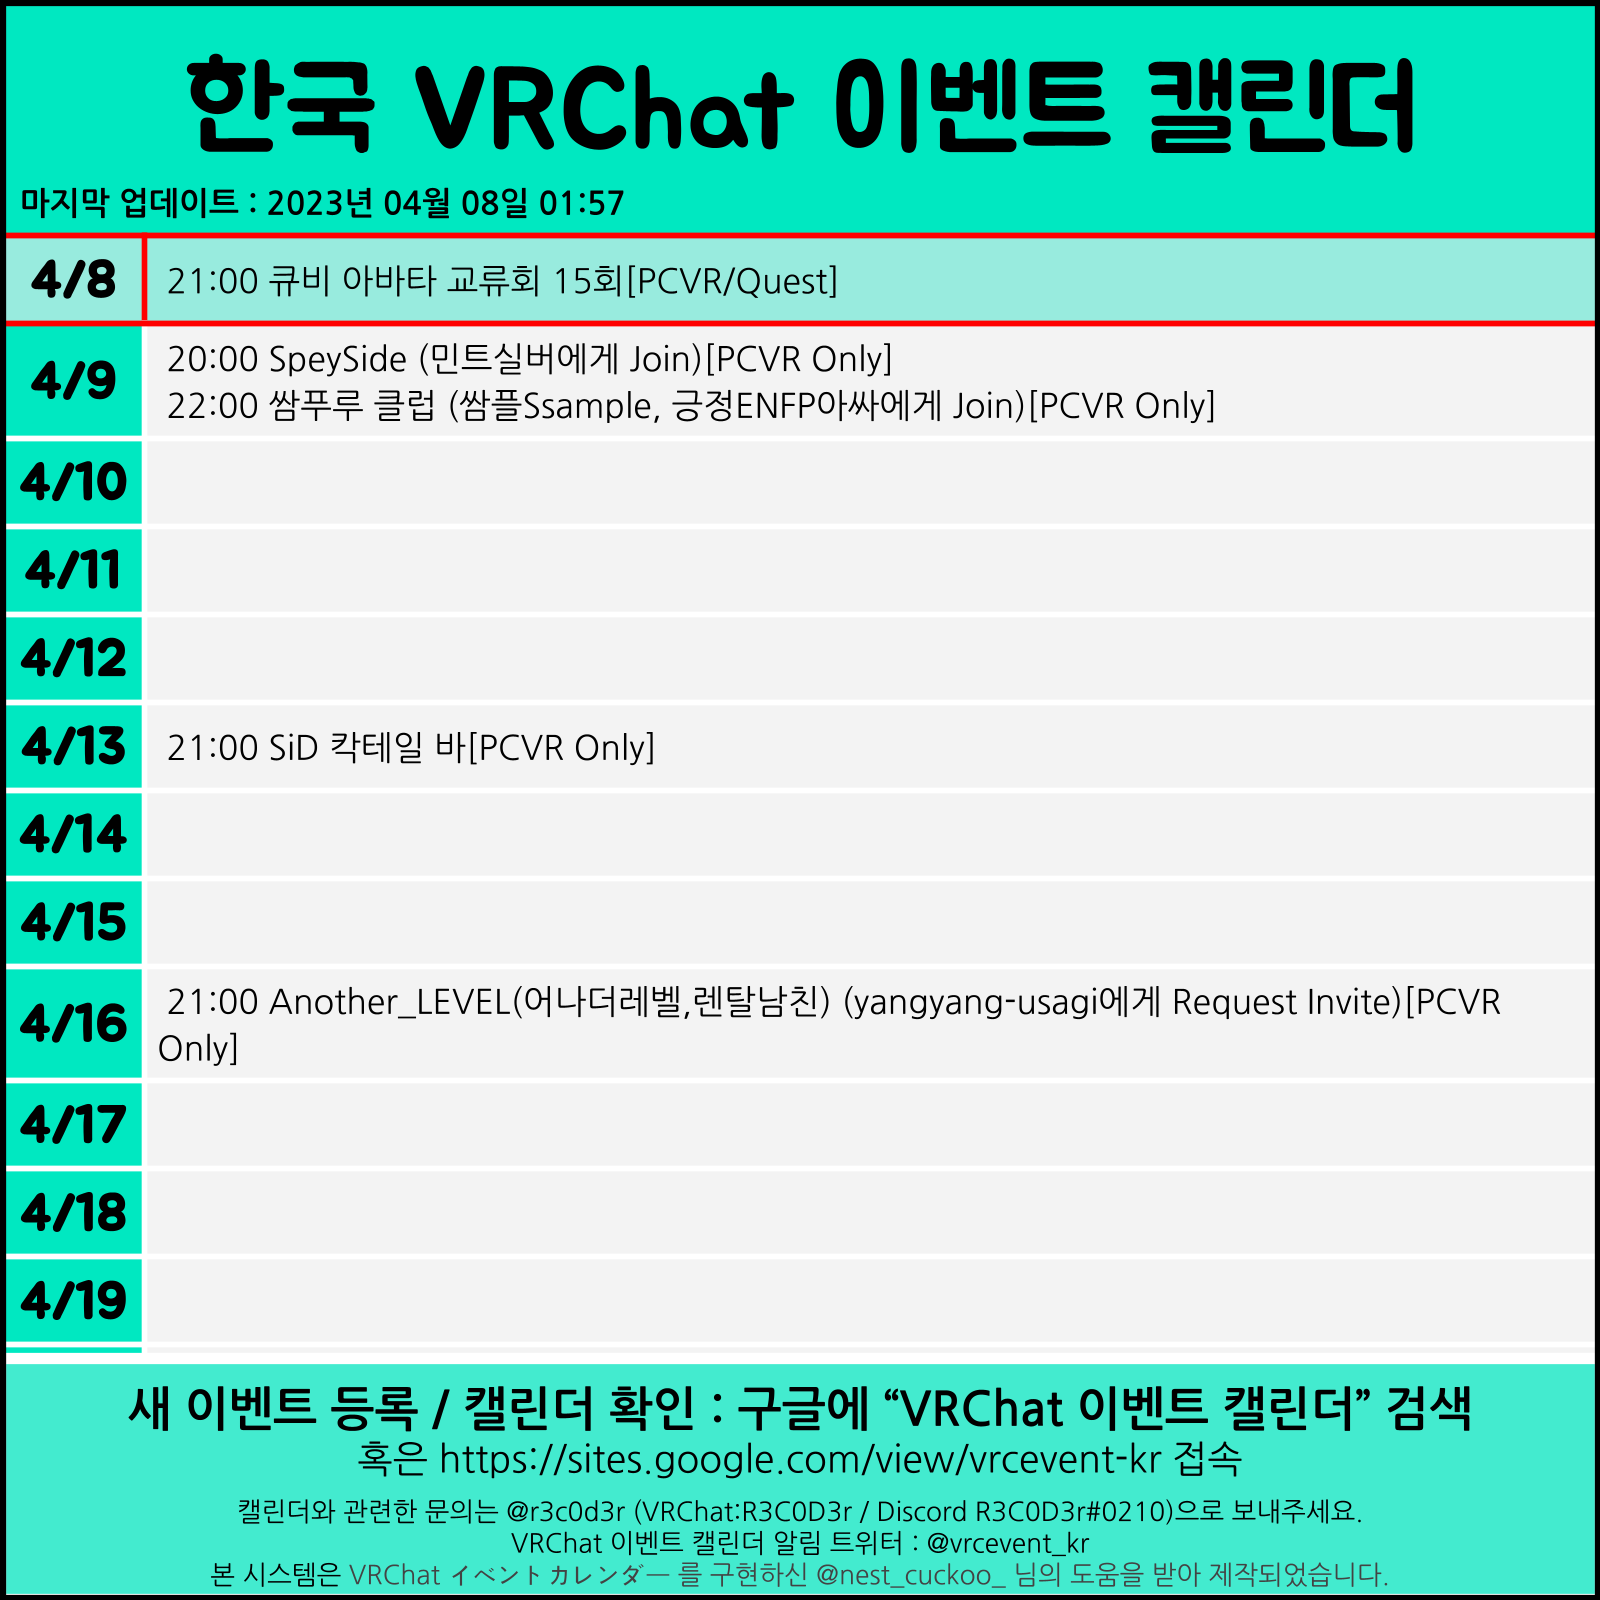 한국 VRChat 이벤트 캘린더
마지막 업데이트 : 2023년 04월 08일 01:57
4/8
21:00 큐비 아바타 교류회 15회[PCVR/Quest]
4/9
20:00 SpeySide (민트실버에게 Join)[PCVR Only]
22:00 쌈푸루 클럽 (쌈플Ssample, 긍정ENFP아싸에게 Join)[PCVR Only]
4/10
4/11
4/12
4/13
21:00 SiD 칵테일 바[PCVR Only]
4/14
4/15
4/16
21:00 Another_LEVEL(어나더레벨,렌탈남친) (yangyang-usagi에게 Request Invite)[PCVR
Only]
4/17
4/18
4/19
새 이벤트 등록 / 캘린더 확인 : 구글에 “VRChat 이벤트 캘린더” 검색
혹은 https://sites.google.com/view/vrcevent-kr 접속
캘린더와 관련한 문의는 @r3c0d3r (VRChat:R3C0D3r / Discord R3C0D3r#0210)으로 보내주세요.
VRChat 이벤트 캘린더 알림 트위터 : @vrcevent_kr
본 시스템은 VRChat イベントカレンダー 를 구현하신 @nest_cuckoo_ 님의 도움을 받아 제작되었습니다.